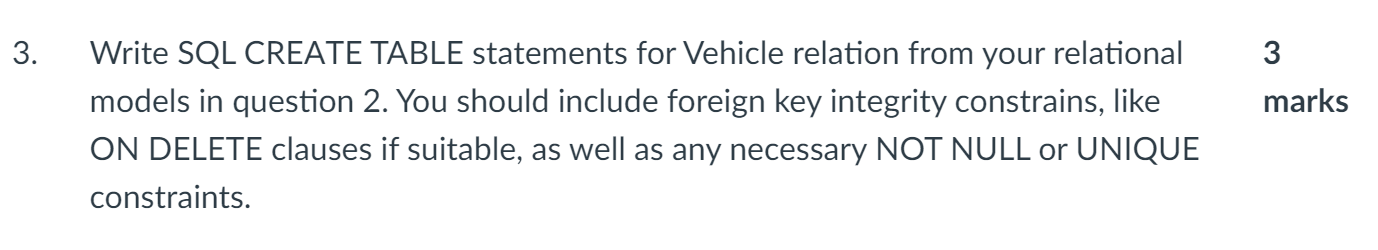 3. Write SQL CREATE TABLE statements for Vehicle relation from your relational 3
models in question 2. You should include foreign key integrity constrains, like marks
ON DELETE clauses if suitable, as well as any necessary NOT NULL or UNIQUE
constraints.